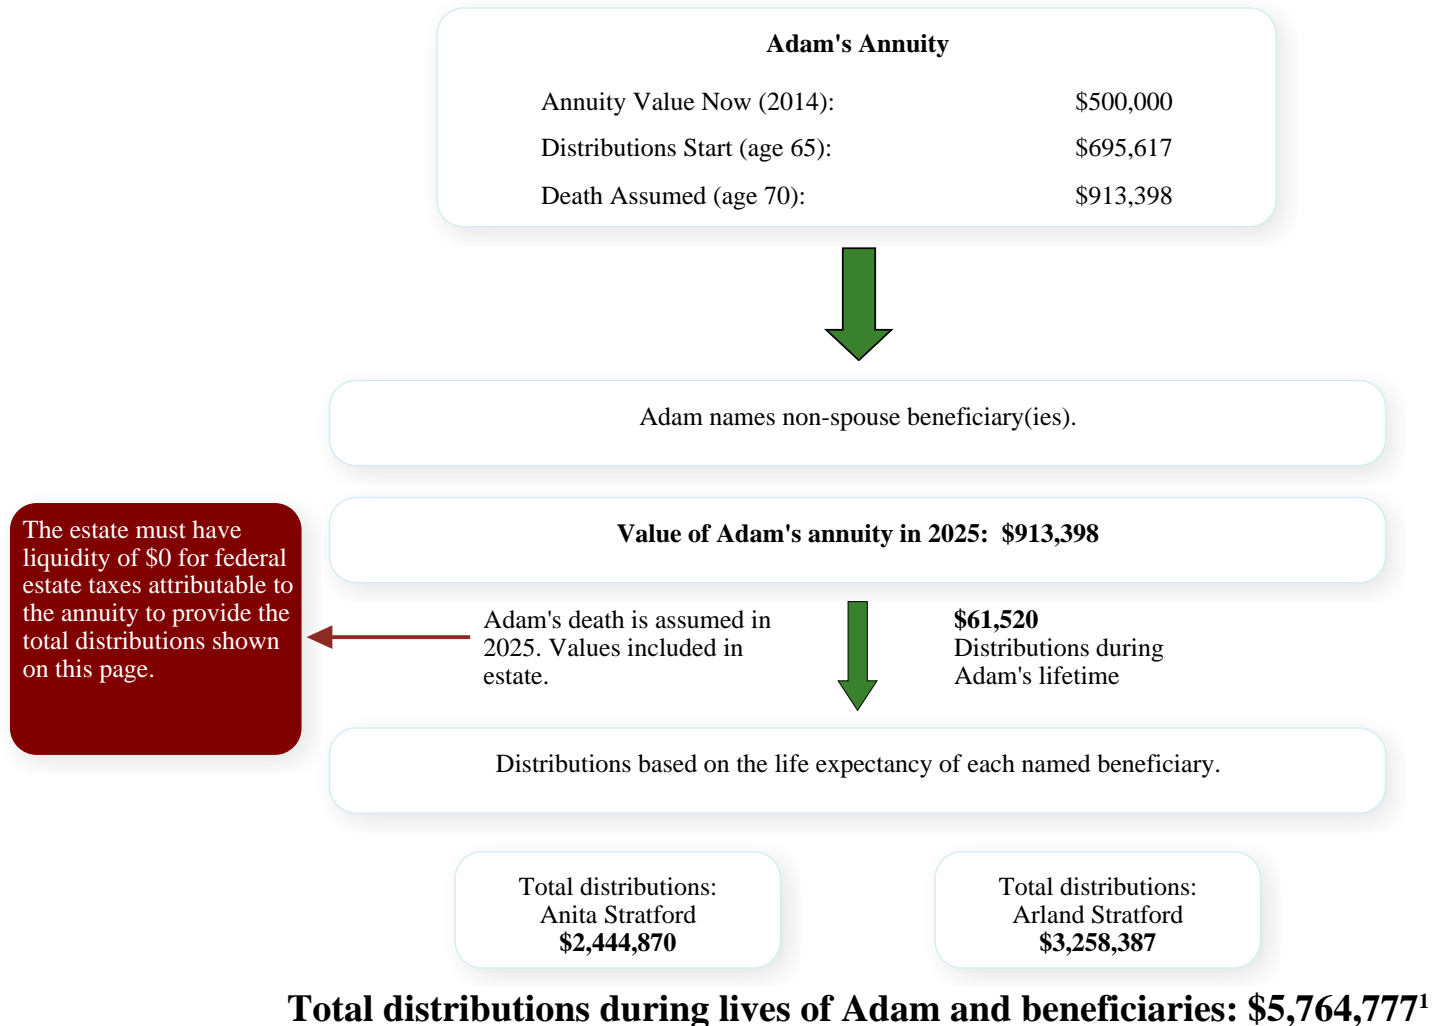 Adam's Annuity
Annuity Value Now (2014): $500,000
Distributions Start (age 65): $695,617
Death Assumed (age 70): $913,398
Adam names non-spouse beneficiary(ies).
Value of Adam's annuity in 2025: $913,398
The estate must have
liquidity of $0 for federal
estate taxes attributable to
the annuity to provide the
total distributions shown
on this page.
Adam's death is assumed in
2025. Values included in
estate.
$61,520
Distributions during
Adam's lifetime
Distributions based on the life expectancy of each named beneficiary.
Total distributions:
Anita Stratford
$2,444,870
Total distributions:
Arland Stratford
$3,258,387
Total distributions during lives of Adam and beneficiaries: $5,764,777¹